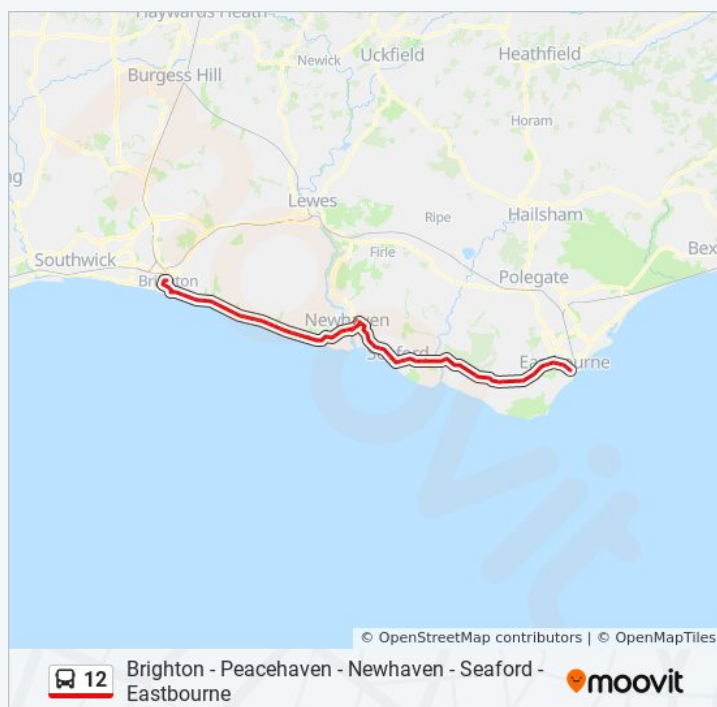 Haywards Heath
Newick
Uckfield
Heathfield
Burgess Hill
Horam
Lewes
Ripe
Hailsham
ng
Southwick
Firle
Bex
Brighton
Polegate
Newhaven
Seaford
Eastbourne
© OpenStreetMap contributors | © OpenMapTiles
12
Brighton - Peacehaven - Newhaven - Seaford -
Eastbourne
moovit